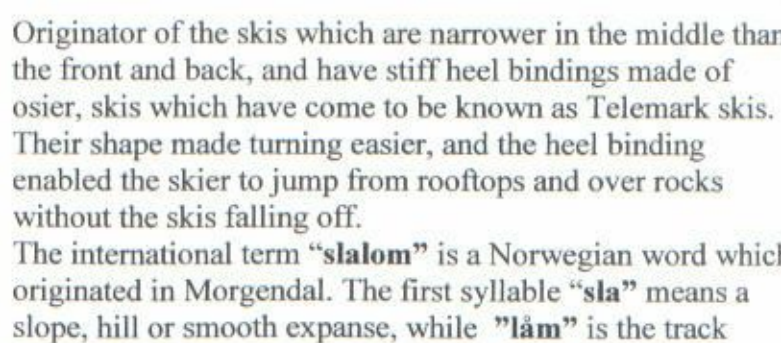 Originator of the skis which are narrower in the middle than
the front and back, and have stiff heel bindings made of
osier, skis which have come to be known as Telemark skis.
Their shape made turning easier, and the heel binding
enabled the skier to jump from rooftops and over rocks
without the skis falling off.
The international term “slalom” is a Norwegian word which
originated in Morgendal. The first syllable “sla” means a
slope, hill or smooth expanse, while ”låm” is the track